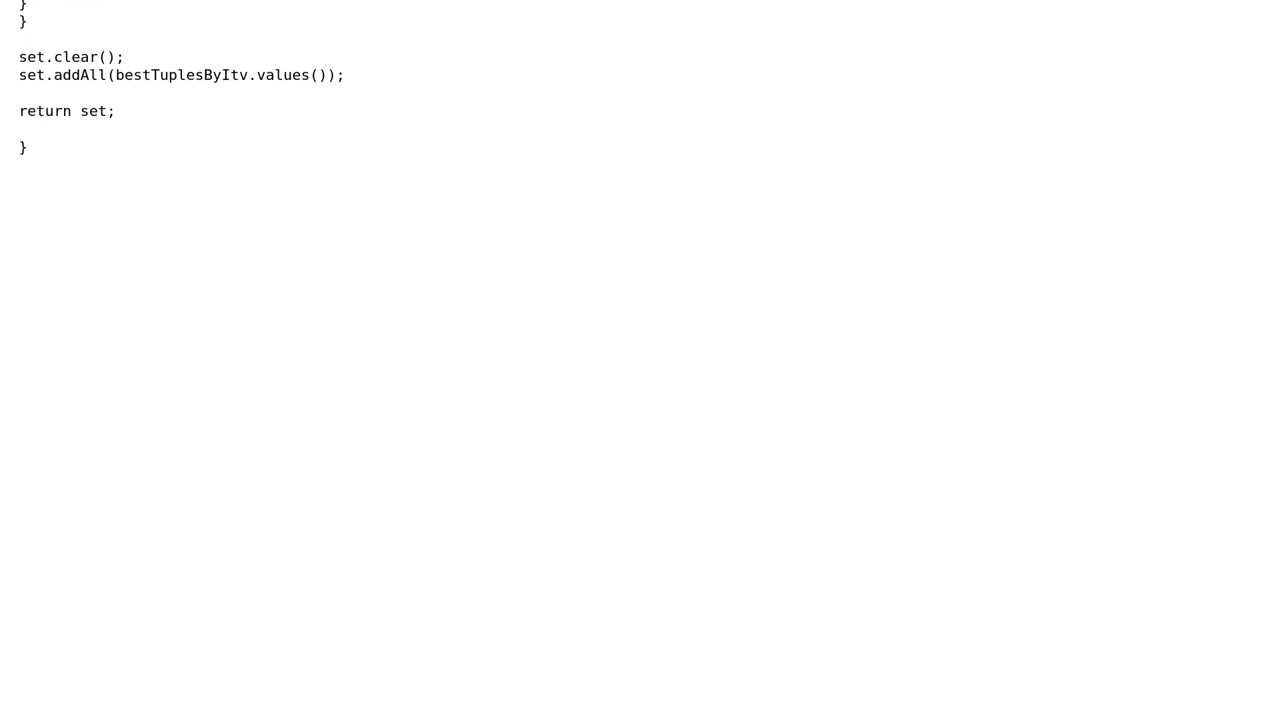 }
}
set.clear();
set.addAll(bestTuplesByItv.values());
return set;
}